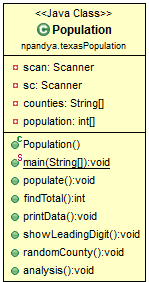 <<Java Class>>
Population
npandya.texasPopulation
scan: Scanner
sc: Scanner
counties: String[]
population: int[]
Population()
main(String[]):void
populate():void
findTotal():int
printData():void
showLeadingDigit():void
randomCounty():void
analysis():void